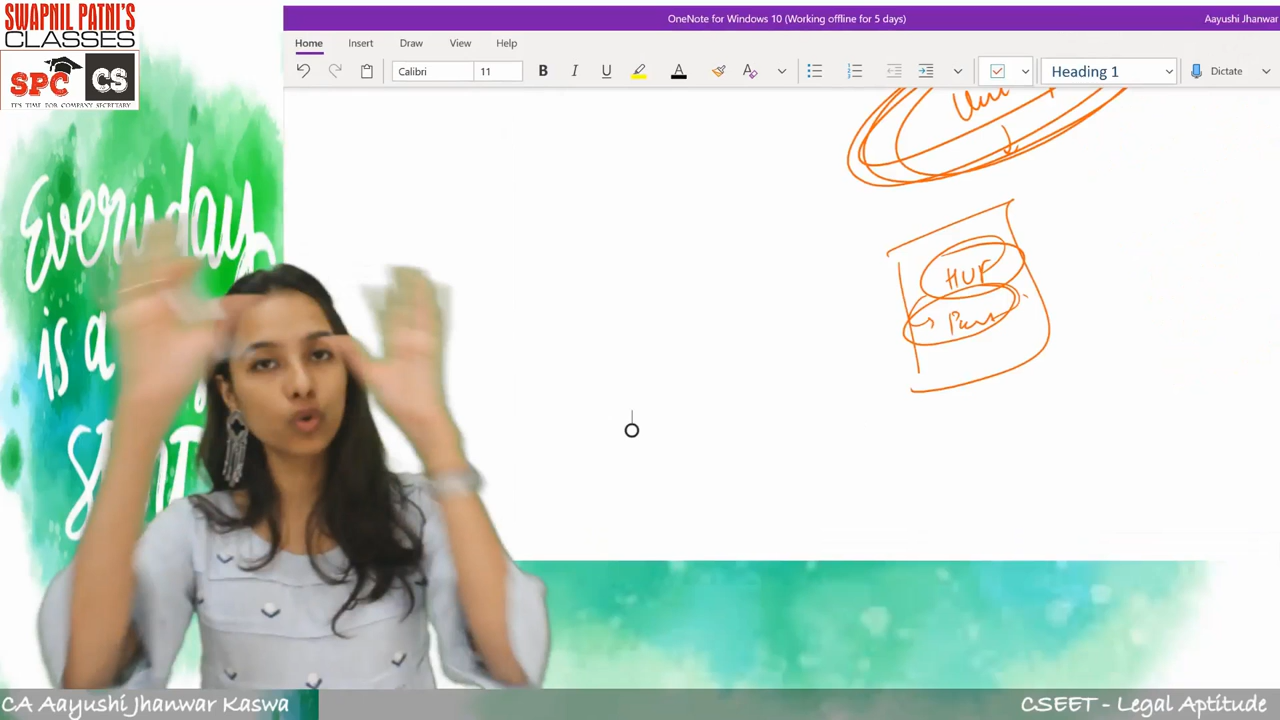 SWAPNIL PATNI'S
CLASSES
SPC CS
IT'S TIME FOR COMPANY SECRETARY
OneNote for Windows 10 (Working offline for 5 days)
Aayushi Jhanwar
Home Insert Draw View Help
Calibri 11 B I U A Heading 1 Dictate
HUF
Everyday
is a
CA Aayushi Jhanwar Kaswa
CSEET - Legal Aptitude